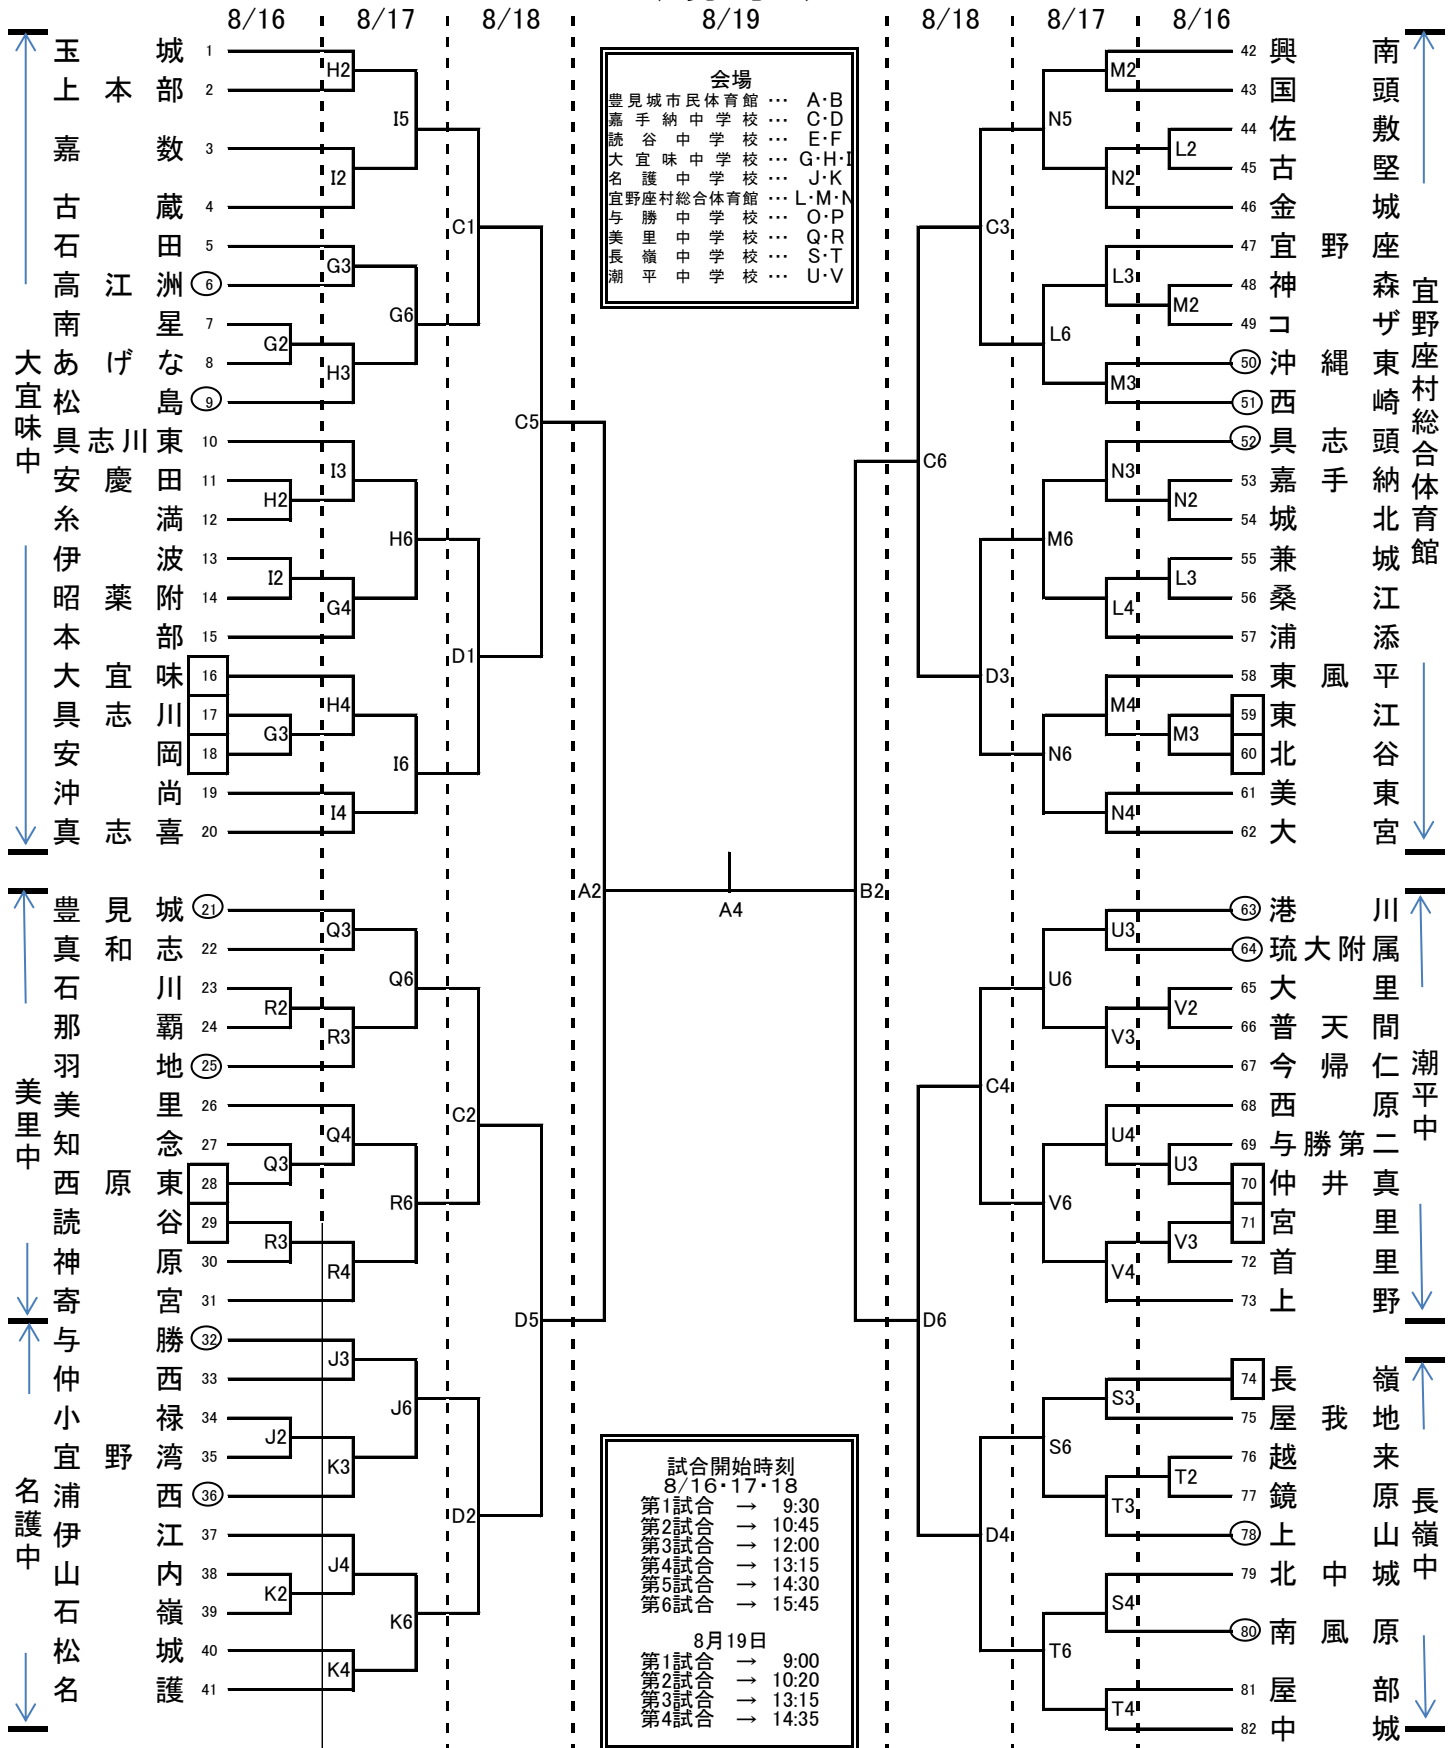 8/16 8/17 8/18 8/19 8/18 8/17 8/16
大宜味中
玉城 1
上本部 2
嘉数 3
古蔵 4
石田 5
高江洲 6
南星 7
あげな 8
松島 9
具志川東 10
安慶田 11
糸満 12
伊波 13
昭薬附 14
本部 15
大宜味 16
具志川 17
安岡 18
沖尚 19
真志喜 20
美里中
豊見城 21
真和志 22
石川 23
那覇 24
羽地 25
美里 26
知念 27
西原東 28
読谷 29
神原 30
寄宮 31
名護中
与勝 32
仲西 33
小禄 34
宜野湾 35
浦西 36
伊江 37
山内 38
石嶺 39
松城 40
名護 41
H2
I5
I2
C1
G3
G6
G2
H3
C5
I3
H2
H6
I2
G4
D1
H4
G3
I6
I4
A2
Q3
Q6
R2
R3
C2
Q4
Q3
R6
R3
R4
D5
J3
J6
J2
K3
D2
J4
K2
K6
K4
会場
豊見城市民体育館 … A・B
嘉手納中学校 … C・D
読谷中学校 … E・F
大宜味中学校 … G・H・I
名護中学校 … J・K
宜野座村総合体育館 … L・M・N
与勝中学校 … O・P
美里中学校 … Q・R
長嶺中学校 … S・T
潮平中学校 … U・V
A4
試合開始時刻
8/16・17・18
第1試合 → 9:30
第2試合 → 10:45
第3試合 → 12:00
第4試合 → 13:15
第5試合 → 14:30
第6試合 → 15:45
8月19日
第1試合 → 9:00
第2試合 → 10:20
第3試合 → 13:15
第4試合 → 14:35
M2
N5
L2
N2
C3
L3
M2
L6
M3
C6
N3
N2
M6
L3
L4
D3
M4
M3
N6
N4
B2
U3
U6
V2
V3
C4
U4
U3
V6
V3
V4
D6
S3
S6
T2
T3
D4
S4
T6
T4
宜野座村総合体育館
42 興南
43 国頭
44 佐敷
45 古堅
46 金城
47 宜野座
48 神森
49 コザ
50 沖縄東
51 西崎
52 具志頭
53 嘉手納
54 城北
55 兼城
56 桑江
57 浦添
58 東風平
59 東江
60 北谷
61 美東
62 大宮
潮平中
63 港川
64 琉大附属
65 大里
66 普天間
67 今帰仁
68 西原
69 与勝第二
70 仲井真
71 宮里
72 首里
73 上野
長嶺中
74 長嶺
75 屋我地
76 越来
77 鏡原
78 上山
79 北中城
80 南風原
81 屋部
82 中城